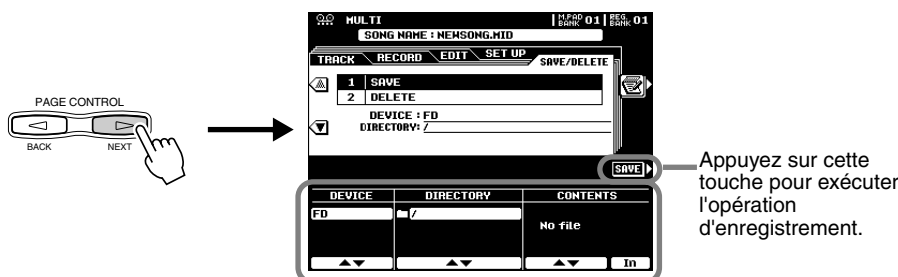 MULTI
M.PAD BANK 01
REG. BANK 01
SONG NAME : NEWSONG.MID
TRACK RECORD EDIT SET UP SAVE/DELETE
1 SAVE
2 DELETE
DEVICE : FD
DIRECTORY: /
PAGE CONTROL
BACK NEXT
SAVE
Appuyez sur cette
touche pour exécuter
l'opération
d'enregistrement.
DEVICE DIRECTORY CONTENTS
FD / No file
In